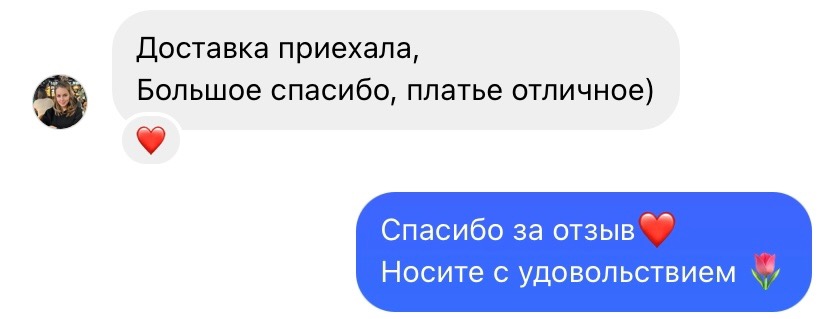 Доставка приехала,
Большое спасибо, платье отличное)
❤️
Спасибо за отзыв❤️
Носите с удовольствием 🌷